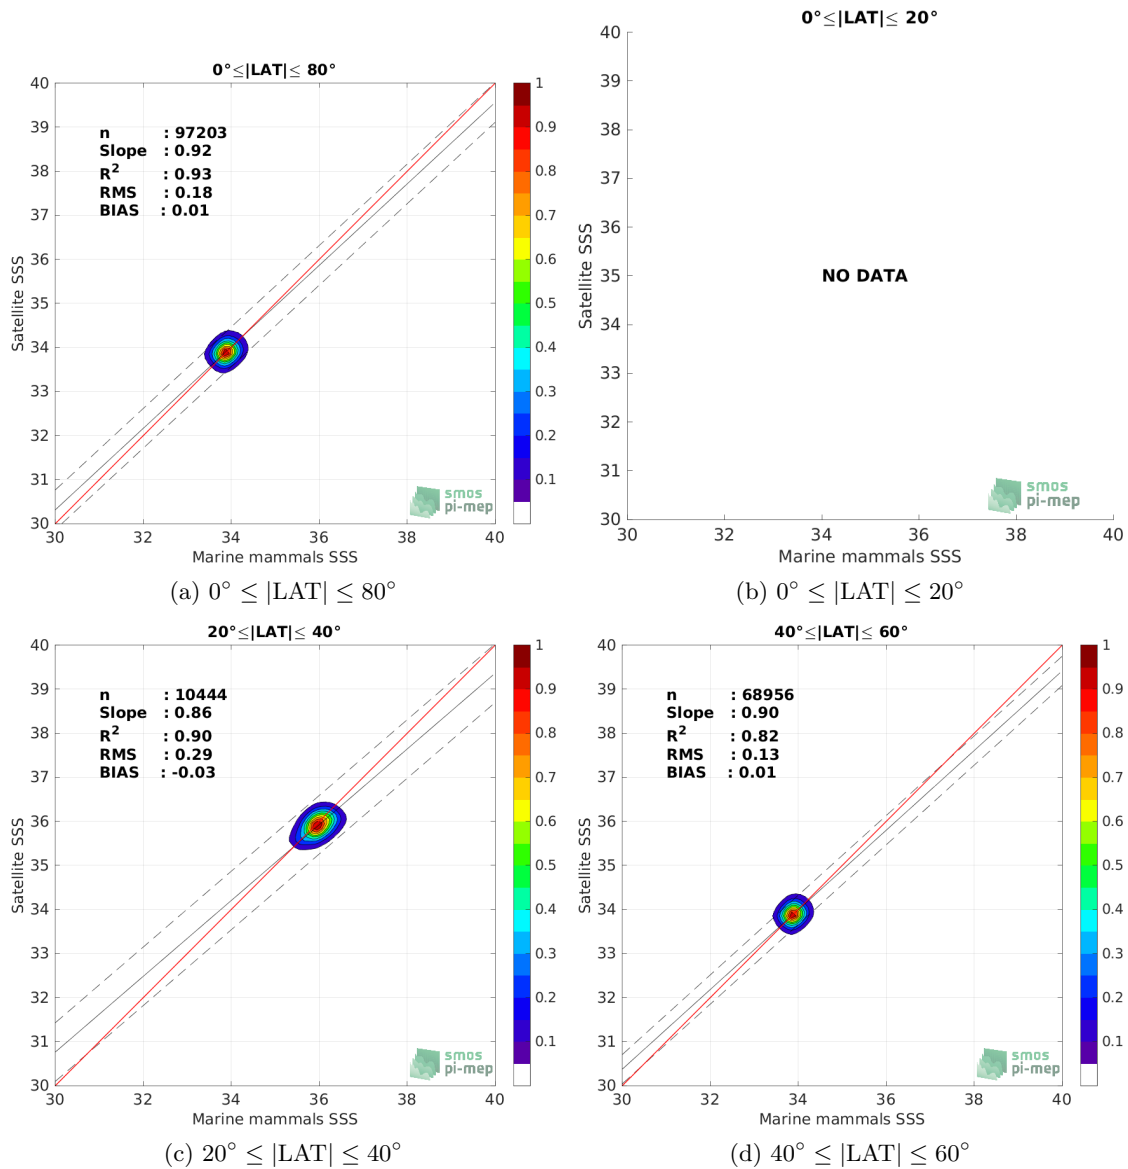 0°≤|LAT|≤ 80°
40
39
38
37
36
35
34
33
32
31
30
Satellite SSS
n : 97203
Slope : 0.92
R2 : 0.93
RMS : 0.18
BIAS : 0.01
smos
pi-mep
30 32 34 36 38 40
Marine mammals SSS
1
0.9
0.8
0.7
0.6
0.5
0.4
0.3
0.2
0.1
(a) 0° ≤ |LAT| ≤ 80°
0°≤|LAT|≤ 20°
40
39
38
37
36
35
34
33
32
31
30
Satellite SSS
NO DATA
smos
pi-mep
30 32 34 36 38 40
Marine mammals SSS
(b) 0° ≤ |LAT| ≤ 20°
20°≤|LAT|≤ 40°
40
39
38
37
36
35
34
33
32
31
30
Satellite SSS
n : 10444
Slope : 0.86
R2 : 0.90
RMS : 0.29
BIAS : -0.03
smos
pi-mep
30 32 34 36 38 40
Marine mammals SSS
1
0.9
0.8
0.7
0.6
0.5
0.4
0.3
0.2
0.1
(c) 20° ≤ |LAT| ≤ 40°
40°≤|LAT|≤ 60°
40
39
38
37
36
35
34
33
32
31
30
Satellite SSS
n : 68956
Slope : 0.90
R2 : 0.82
RMS : 0.13
BIAS : 0.01
smos
pi-mep
30 32 34 36 38 40
Marine mammals SSS
1
0.9
0.8
0.7
0.6
0.5
0.4
0.3
0.2
0.1
(d) 40° ≤ |LAT| ≤ 60°